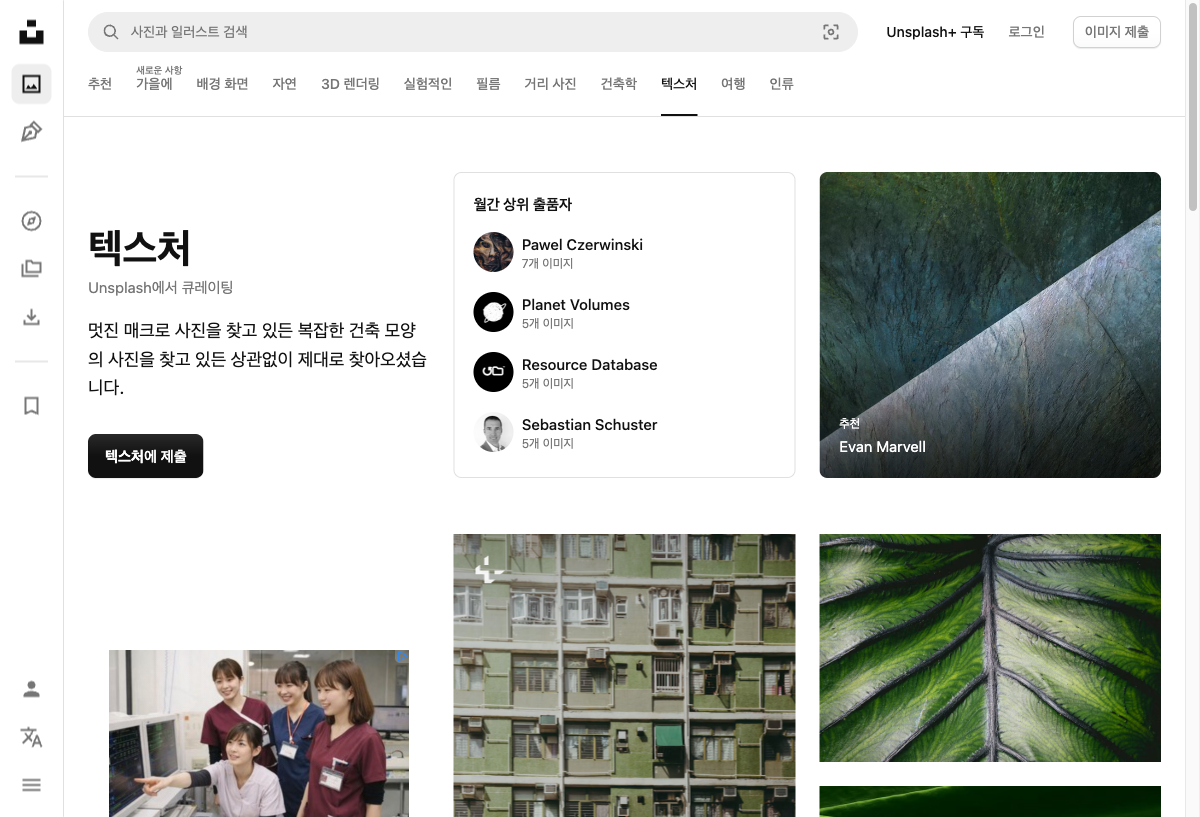 사진과 일러스트 검색
Unsplash+ 구독
로그인
이미지 제출
추천
새로운 사항
가을에
배경 화면
자연
3D 렌더링
실험적인
필름
거리 사진
건축학
텍스처
여행
인류
텍스처
Unsplash에서 큐레이팅
멋진 매크로 사진을 찾고 있든 복잡한 건축 모양
의 사진을 찾고 있든 상관없이 제대로 찾아오셨습
니다.
텍스처에 제출
월간 상위 출품자
Pawel Czerwinski
7개 이미지
Planet Volumes
5개 이미지
Resource Database
5개 이미지
Sebastian Schuster
5개 이미지
추천
Evan Marvell